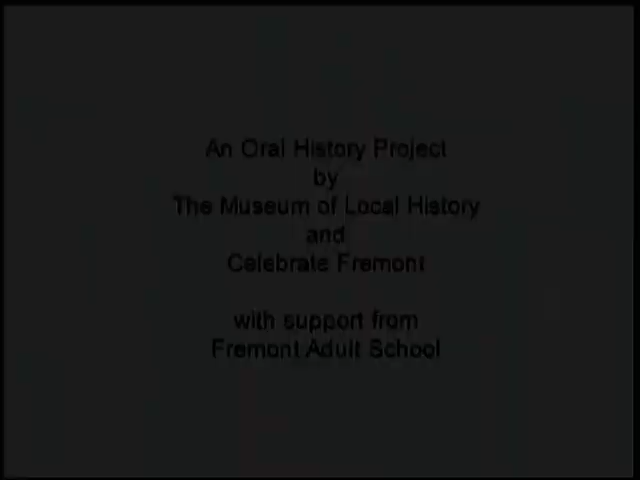 An Oral History Project
by
The Museum of Local History
and
Celebrate Fremont
with support from
Fremont Adult School